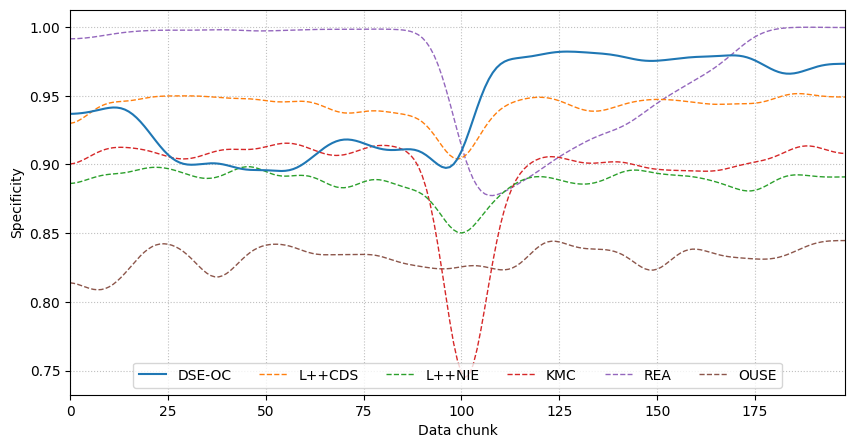 1.00
0.95
0.90
0.85
0.80
0.75
Specificity
DSE-OC L++CDS L++NIE KMC REA OUSE
0 25 50 75 100 125 150 175
Data chunk